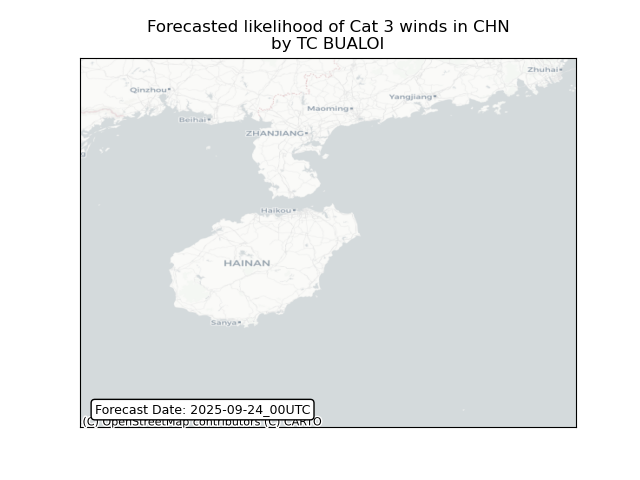 Forecasted likelihood of Cat 3 winds in CHN
by TC BUALOI
Zhuhai
Qinzhou
Yangjiang
Maoming
Beihai
ZHANJIANG
Haikou
HAINAN
Sanya
Forecast Date: 2025-09-24_00UTC
(C) OpenStreetMap contributors (C) CARTO